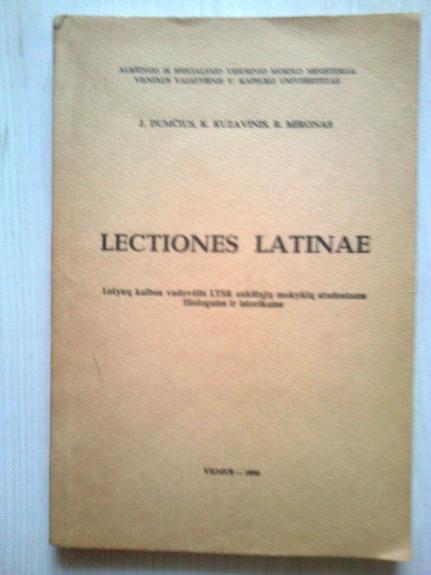 AUKŠTOJO IR SPECIALIOJO VIDURINIO MOKSLO MINISTERIJA
VILNIAUS VALSTYBINIS V. KAPSUKO UNIVERSITETAS
J. DUMČIUS, K. KUZAVINIS, R. MIRONAS
LECTIONES LATINAE
Lotynų kalbos vadovėlis LTSR aukštųjų mokyklų studentams
filologams ir istorikams
VILNIUS —